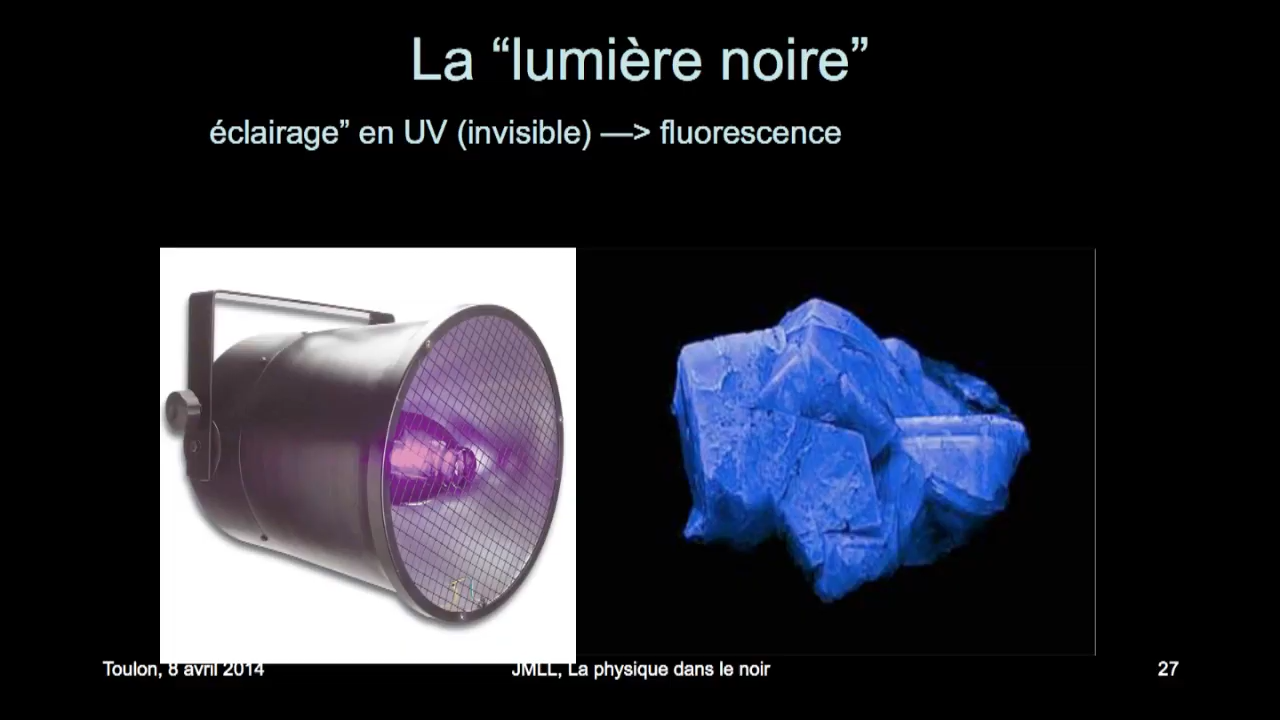 La “lumière noire”
éclairage” en UV (invisible) —> fluorescence
Toulon, 8 avril 2014
JMLL, La physique dans le noir
27